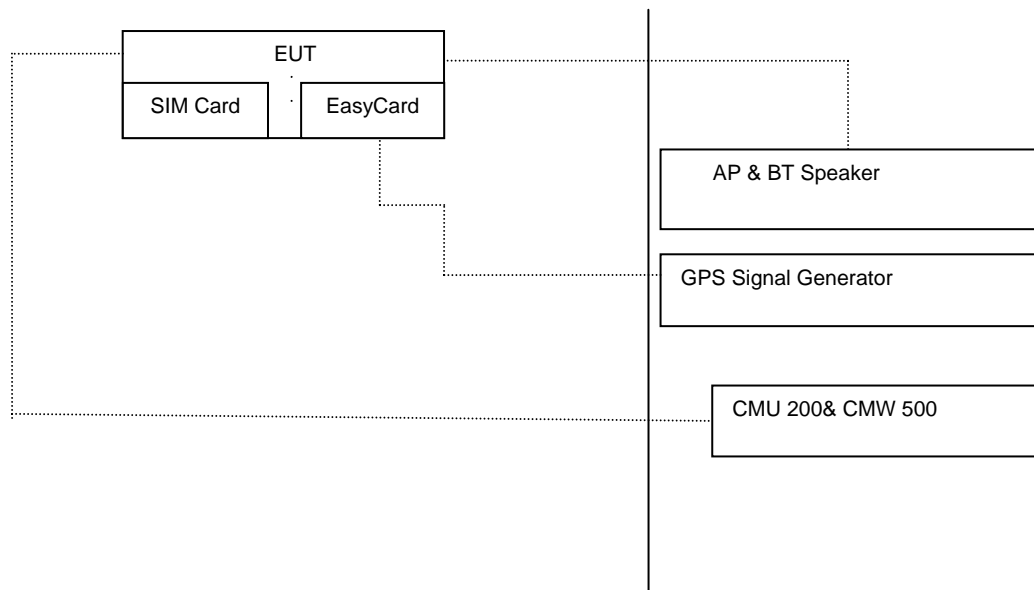 EUT
SIM Card
EasyCard
AP & BT Speaker
GPS Signal Generator
CMU 200& CMW 500